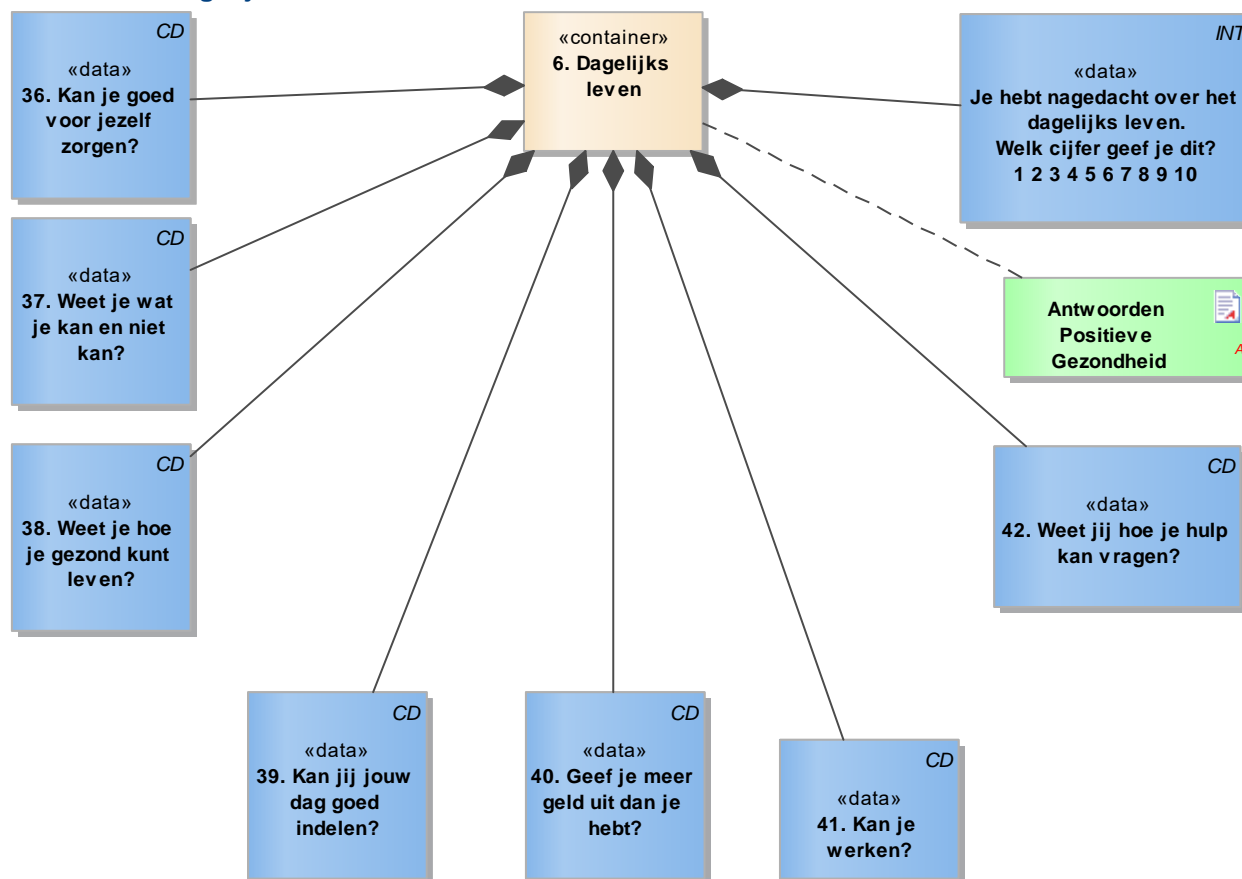 CD
«data»
36. Kan je goed
voor jezelf
zorgen?
«container»
6. Dagelijks
leven
INT
«data»
Je hebt nagedacht over het
dagelijks leven.
Welk cijfer geef je dit?
1 2 3 4 5 6 7 8 9 10
CD
«data»
37. Weet je wat
je kan en niet
kan?
Antwoorden
Positieve
Gezondheid
A
CD
«data»
38. Weet je hoe
je gezond kunt
leven?
CD
«data»
42. Weet jij hoe je hulp
kan vragen?
CD
«data»
39. Kan jij jouw
dag goed
indelen?
CD
«data»
40. Geef je meer
geld uit dan je
hebt?
CD
«data»
41. Kan je
werken?